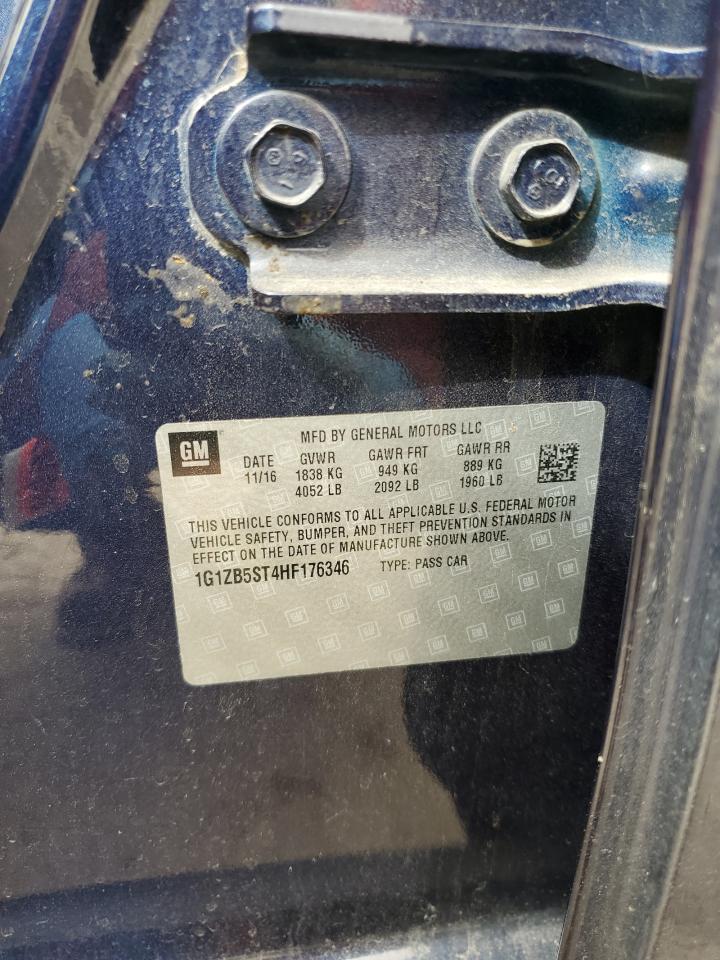 GM
MFD BY GENERAL MOTORS LLC
DATE GVWR GAWR FRT GAWR RR
11/16 1838 KG 949 KG 889 KG
4052 LB 2092 LB 1960 LB
THIS VEHICLE CONFORMS TO ALL APPLICABLE U.S. FEDERAL MOTOR
VEHICLE SAFETY, BUMPER, AND THEFT PREVENTION STANDARDS IN
EFFECT ON THE DATE OF MANUFACTURE SHOWN ABOVE.
1G1ZB5ST4HF176346 TYPE: PASS CAR